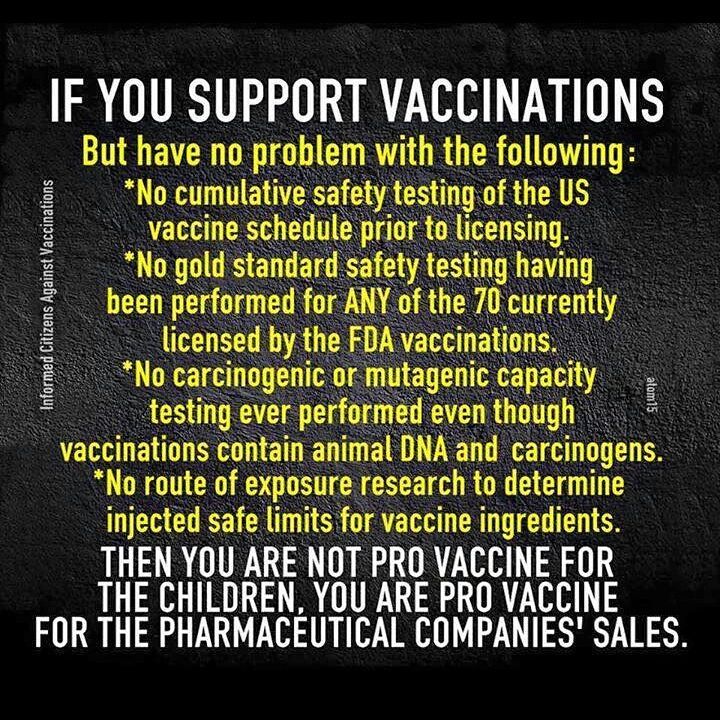 IF YOU SUPPORT VACCINATIONS
But have no problem with the following:
*No cumulative safety testing of the US
vaccine schedule prior to licensing.
*No gold standard safety testing having
been performed for ANY of the 70 currently
licensed by the FDA vaccinations.
*No carcinogenic or mutagenic capacity
testing ever performed even though
vaccinations contain animal DNA and carcinogens.
*No route of exposure research to determine
injected safe limits for vaccine ingredients.
THEN YOU ARE NOT PRO VACCINE FOR
THE CHILDREN, YOU ARE PRO VACCINE
FOR THE PHARMACEUTICAL COMPANIES' SALES.
Informed Citizens Against Vaccinations
atom15